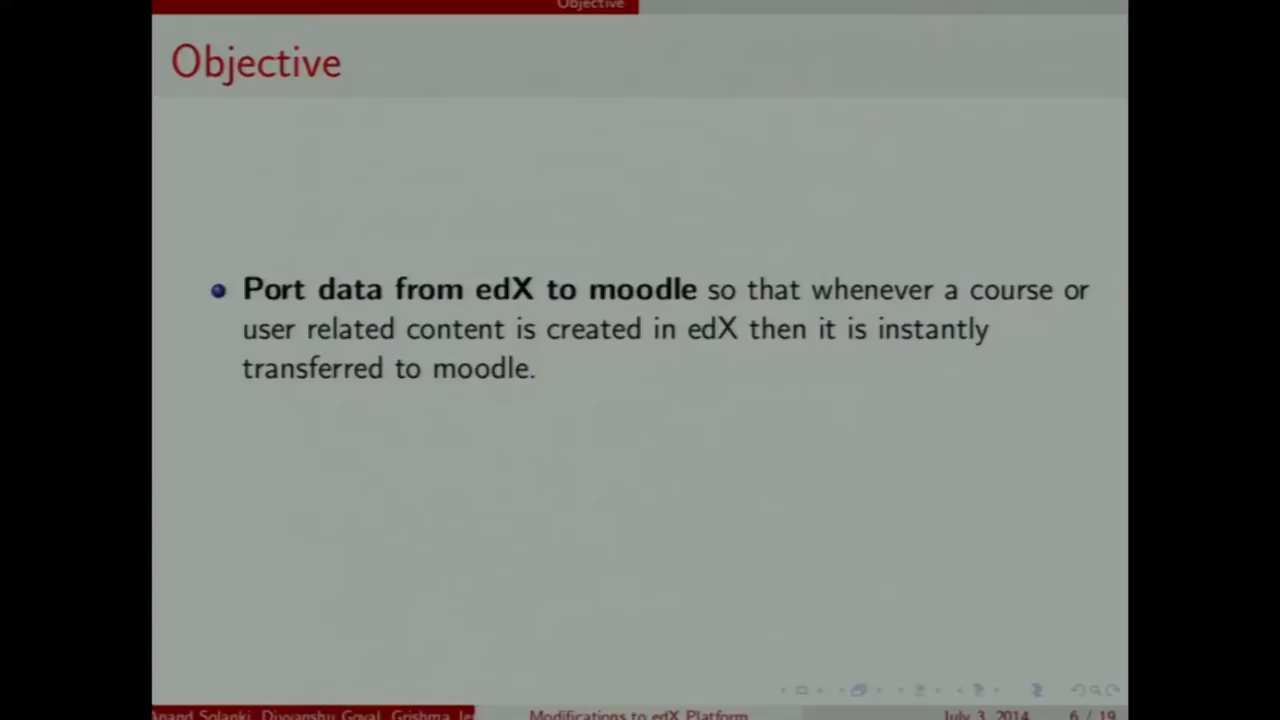 Objective
Objective
Port data from edX to moodle so that whenever a course or
user related content is created in edX then it is instantly
transferred to moodle.
Anand Solanki, Divyanshu Goyal, Grishma
Modifications to edX Platform
July 3, 2014
6 / 19